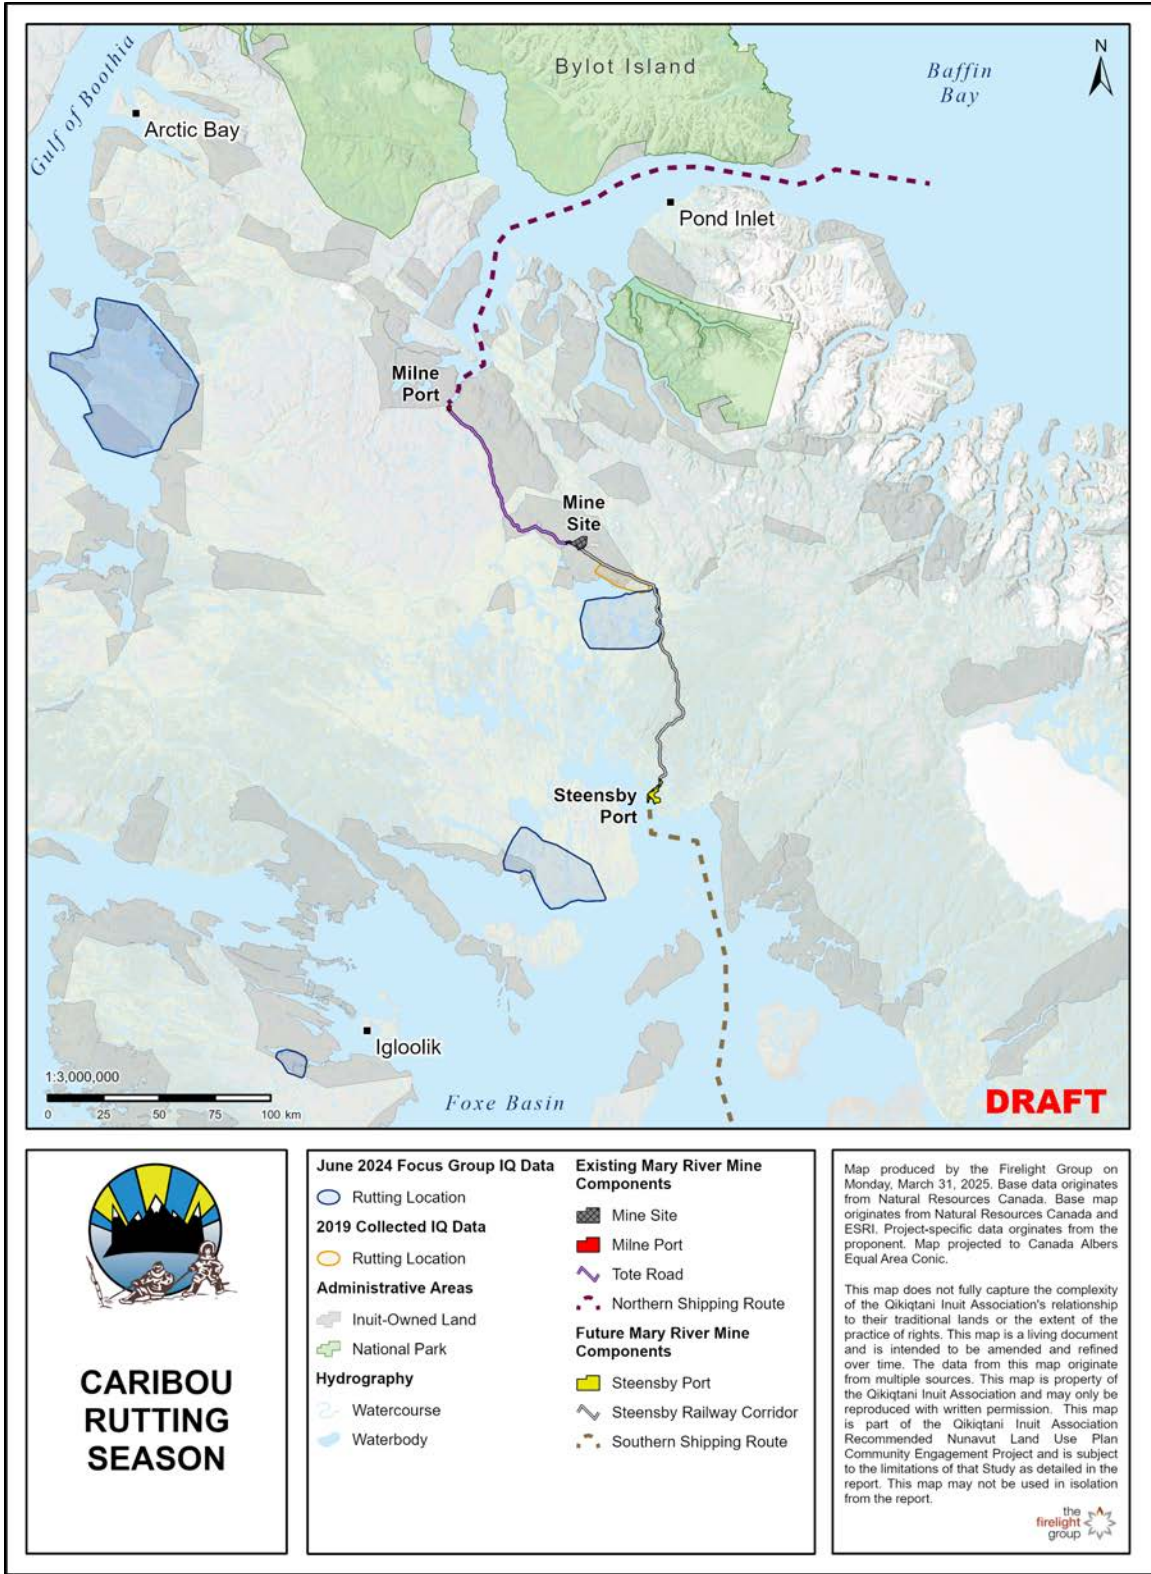 Bylot Island
Baffin
Bay
N
Gulf of Boothia
Arctic Bay
Pond Inlet
Milne
Port
Mine
Site
Steensby
Port
Igloolik
1:3,000,000
0 25 50 75 100 km
Foxe Basin
DRAFT
CARIBOU
RUTTING
SEASON
June 2024 Focus Group IQ Data
Rutting Location
2019 Collected IQ Data
Rutting Location
Administrative Areas
Inuit-Owned Land
National Park
Hydrography
Watercourse
Waterbody
Existing Mary River Mine
Components
Mine Site
Milne Port
Tote Road
Northern Shipping Route
Future Mary River Mine
Components
Steensby Port
Steensby Railway Corridor
Southern Shipping Route
Map produced by the Firelight Group on
Monday, March 31, 2025. Base data originates
from Natural Resources Canada. Base map
originates from Natural Resources Canada and
ESRI. Project-specific data orginates from the
proponent. Map projected to Canada Albers
Equal Area Conic.
This map does not fully capture the complexity
of the Qikiqtani Inuit Association's relationship
to their traditional lands or the extent of the
practice of rights. This map is a living document
and is intended to be amended and refined
over time. The data from this map originate
from multiple sources. This map is property of
the Qikiqtani Inuit Association and may only be
reproduced with written permission. This map
is part of the Qikiqtani Inuit Association
Recommended Nunavut Land Use Plan
Community Engagement Project and is subject
to the limitations of that Study as detailed in the
report. This map may not be used in isolation
from the report.
the
firelight
group